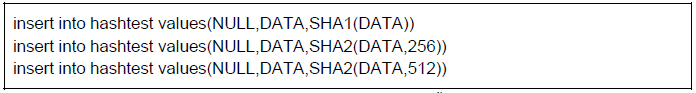 insert into hashtest values(NULL,DATA,SHA1(DATA))
insert into hashtest values(NULL,DATA,SHA2(DATA,256))
insert into hashtest values(NULL,DATA,SHA2(DATA,512))